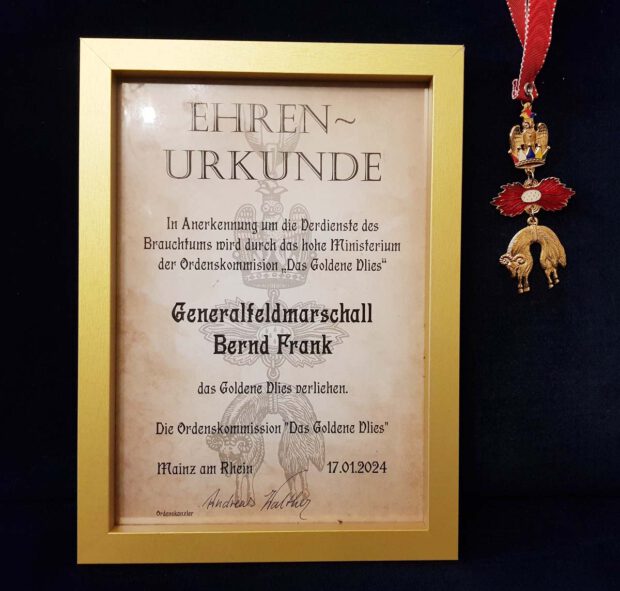 EHREN~
URKUNDE
In Anerkennung um die Verdienste des
Brauchtums wird durch das hohe Ministerium
der Ordenskommision „Das Goldene Vlies“
Generalfeldmarschall
Bernd Frank
das Goldene Vlies verliehen.
Die Ordenskommission "Das Goldene Vlies"
Mainz am Rhein 17.01.2024
Andreas Walther
Ordenskanzler